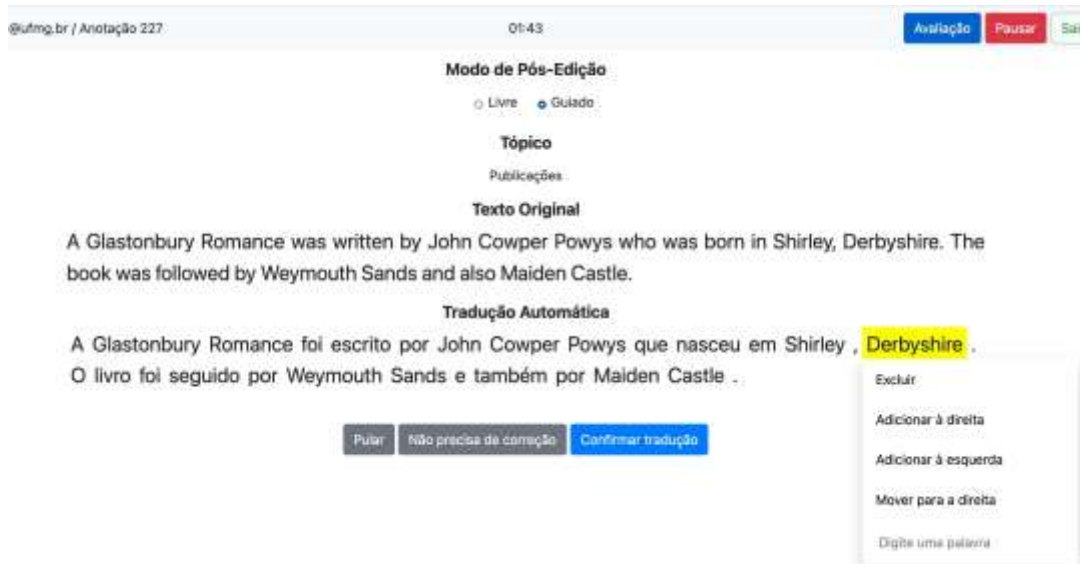 @ufmg.br / Anotação 227 01:43 Avaliação Pausar Sai
Modo de Pós-Edição
Livre Guiado
Tópico
Publicações
Texto Original
A Glastonbury Romance was written by John Cowper Powys who was born in Shirley, Derbyshire. The
book was followed by Weymouth Sands and also Maiden Castle.
Tradução Automática
A Glastonbury Romance foi escrito por John Cowper Powys que nasceu em Shirley , Derbyshire .
O livro foi seguido por Weymouth Sands e também por Maiden Castle .
Excluir
Adicionar à direita
Adicionar à esquerda
Mover para a direita
Digite uma palavra
Pular Não precisa de correção Confirmar tradução